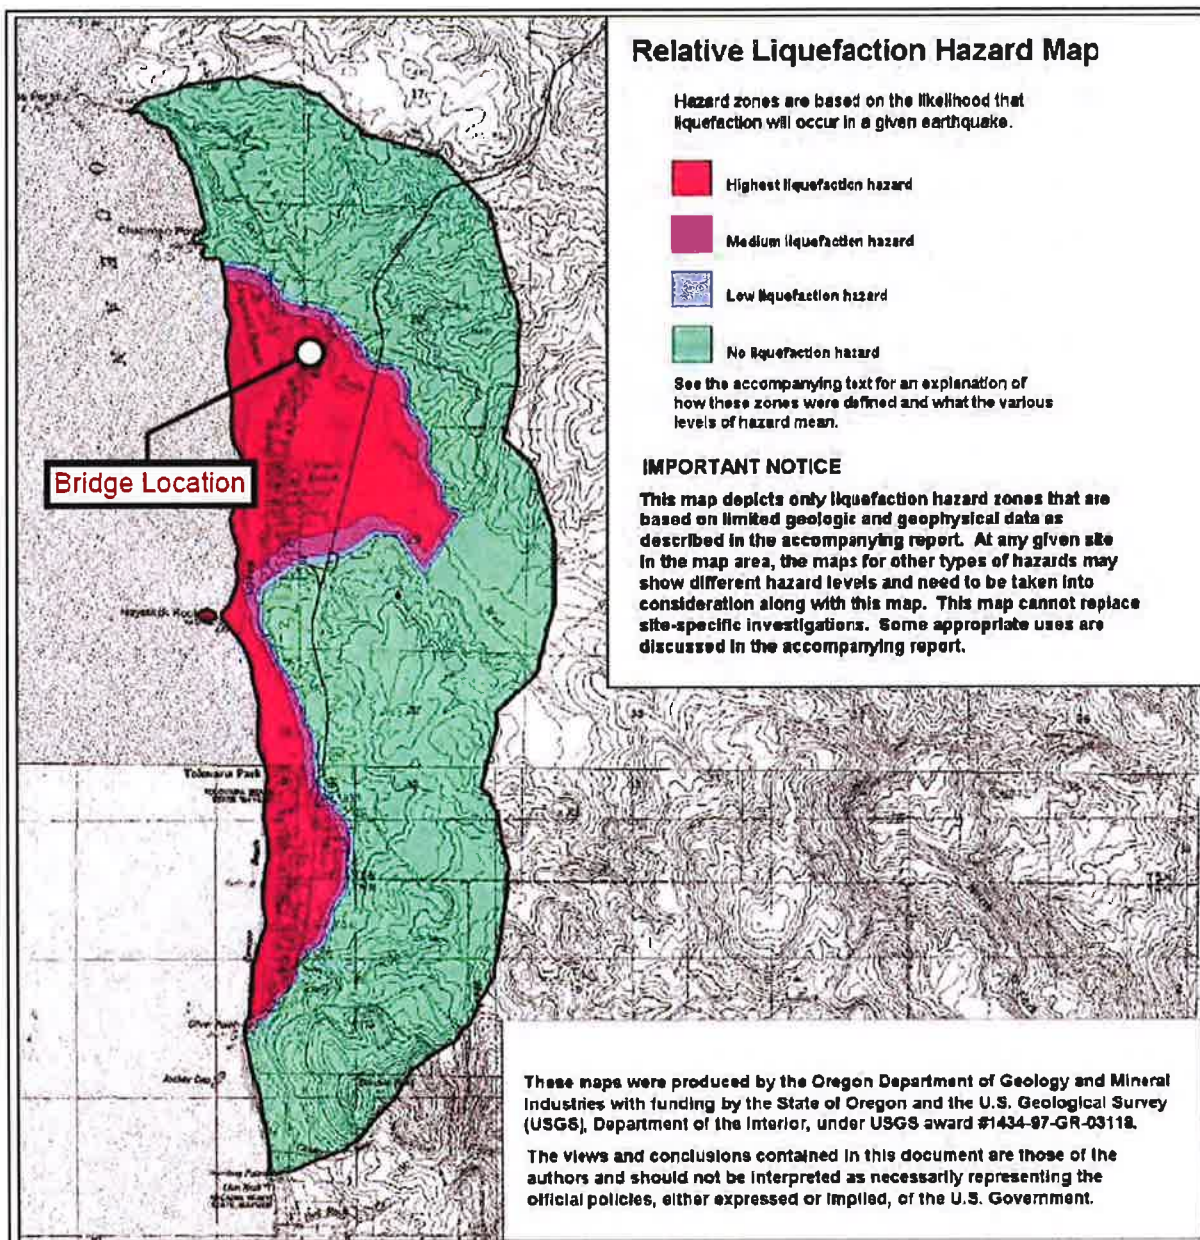 Relative Liquefaction Hazard Map
Hazard zones are based on the likelihood that
liquefaction will occur in a given earthquake.
Highest liquefaction hazard
Medium liquefaction hazard
Low liquefaction hazard
No liquefaction hazard
See the accompanying text for an explanation of
how these zones were defined and what the various
levels of hazard mean.
IMPORTANT NOTICE
This map depicts only liquefaction hazard zones that are
based on limited geologic and geophysical data as
described in the accompanying report. At any given site
in the map area, the maps for other types of hazards may
show different hazard levels and need to be taken into
consideration along with this map. This map cannot replace
site-specific investigations. Some appropriate uses are
discussed in the accompanying report.
OCEAN
17
Chapman Point
Bridge Location
Haystack Rock
Tolovana Park
Silver Point
These maps were produced by the Oregon Department of Geology and Mineral
Industries with funding by the State of Oregon and the U.S. Geological Survey
(USGS), Department of the Interior, under USGS award #1434-97-GR-03118.
The views and conclusions contained in this document are those of the
authors and should not be interpreted as necessarily representing the
official policies, either expressed or implied, of the U.S. Government.